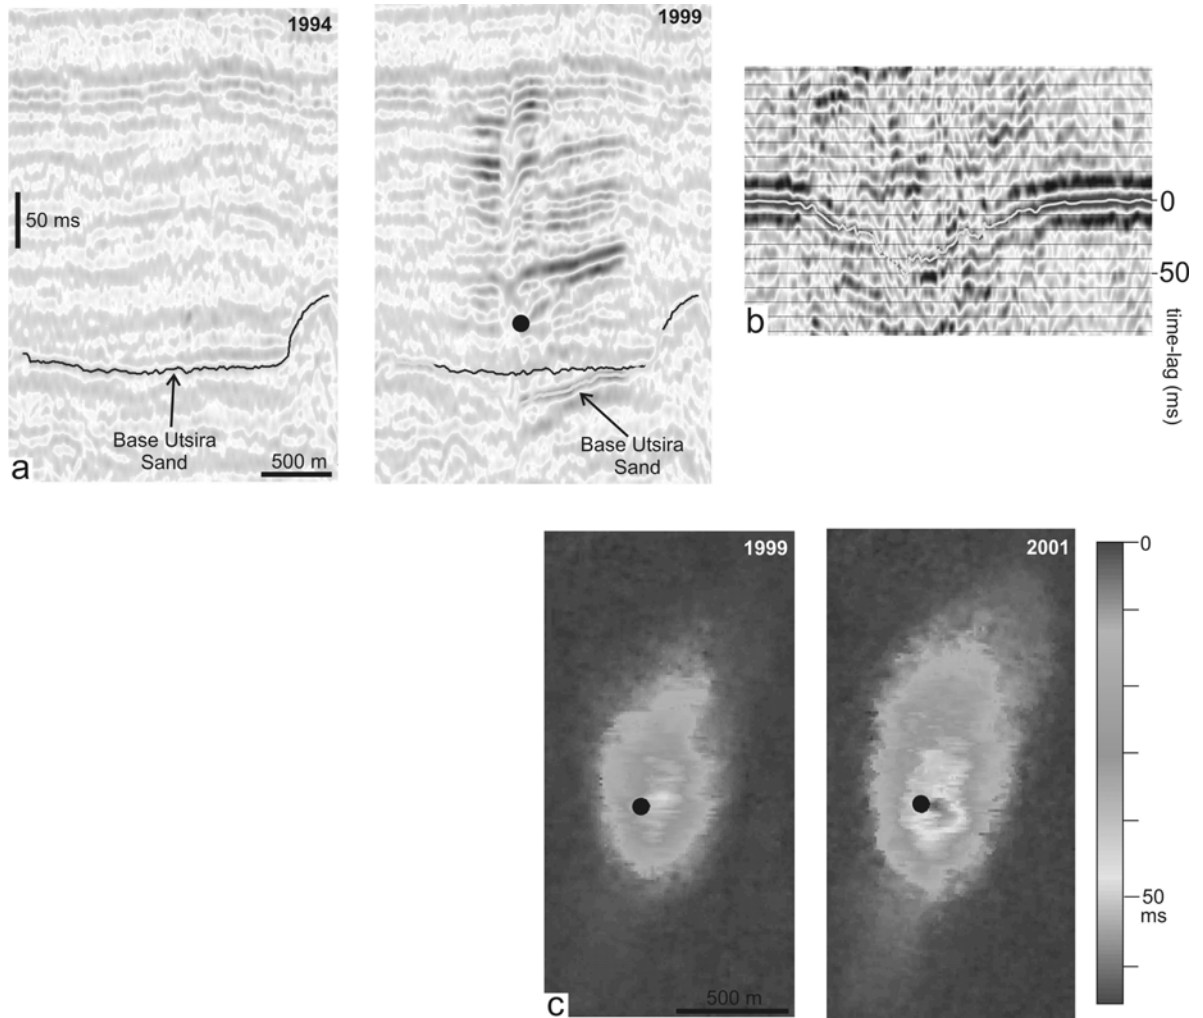 1994
50 ms
Base Utsira
Sand
500 m
a
1999
Base Utsira
Sand
0
50
time-lag (ms)
b
1999
500 m
c
2001
0
50
ms